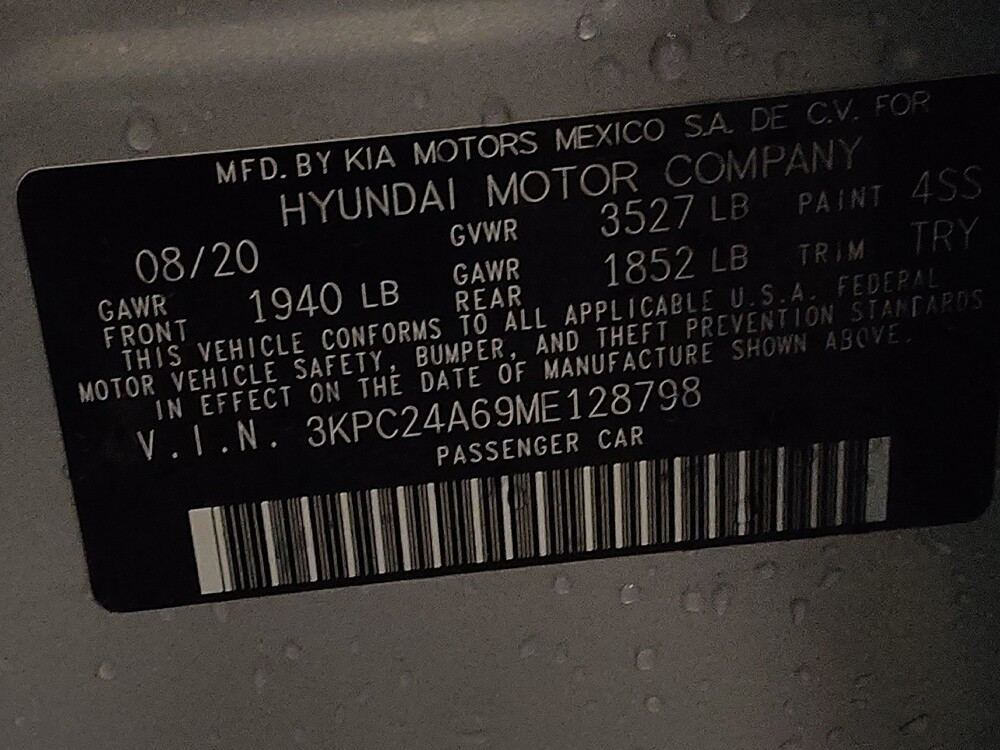 MFD. BY KIA MOTORS MEXICO S.A. DE C.V. FOR
HYUNDAI MOTOR COMPANY
08/20 GVWR 3527 LB PAINT 4SS
GAWR FRONT 1940 LB GAWR REAR 1852 LB TRIM TRY
THIS VEHICLE CONFORMS TO ALL APPLICABLE U.S.A. FEDERAL
MOTOR VEHICLE SAFETY, BUMPER, AND THEFT PREVENTION STANDARDS
IN EFFECT ON THE DATE OF MANUFACTURE SHOWN ABOVE.
V.I.N. 3KPC24A69ME128798
PASSENGER CAR